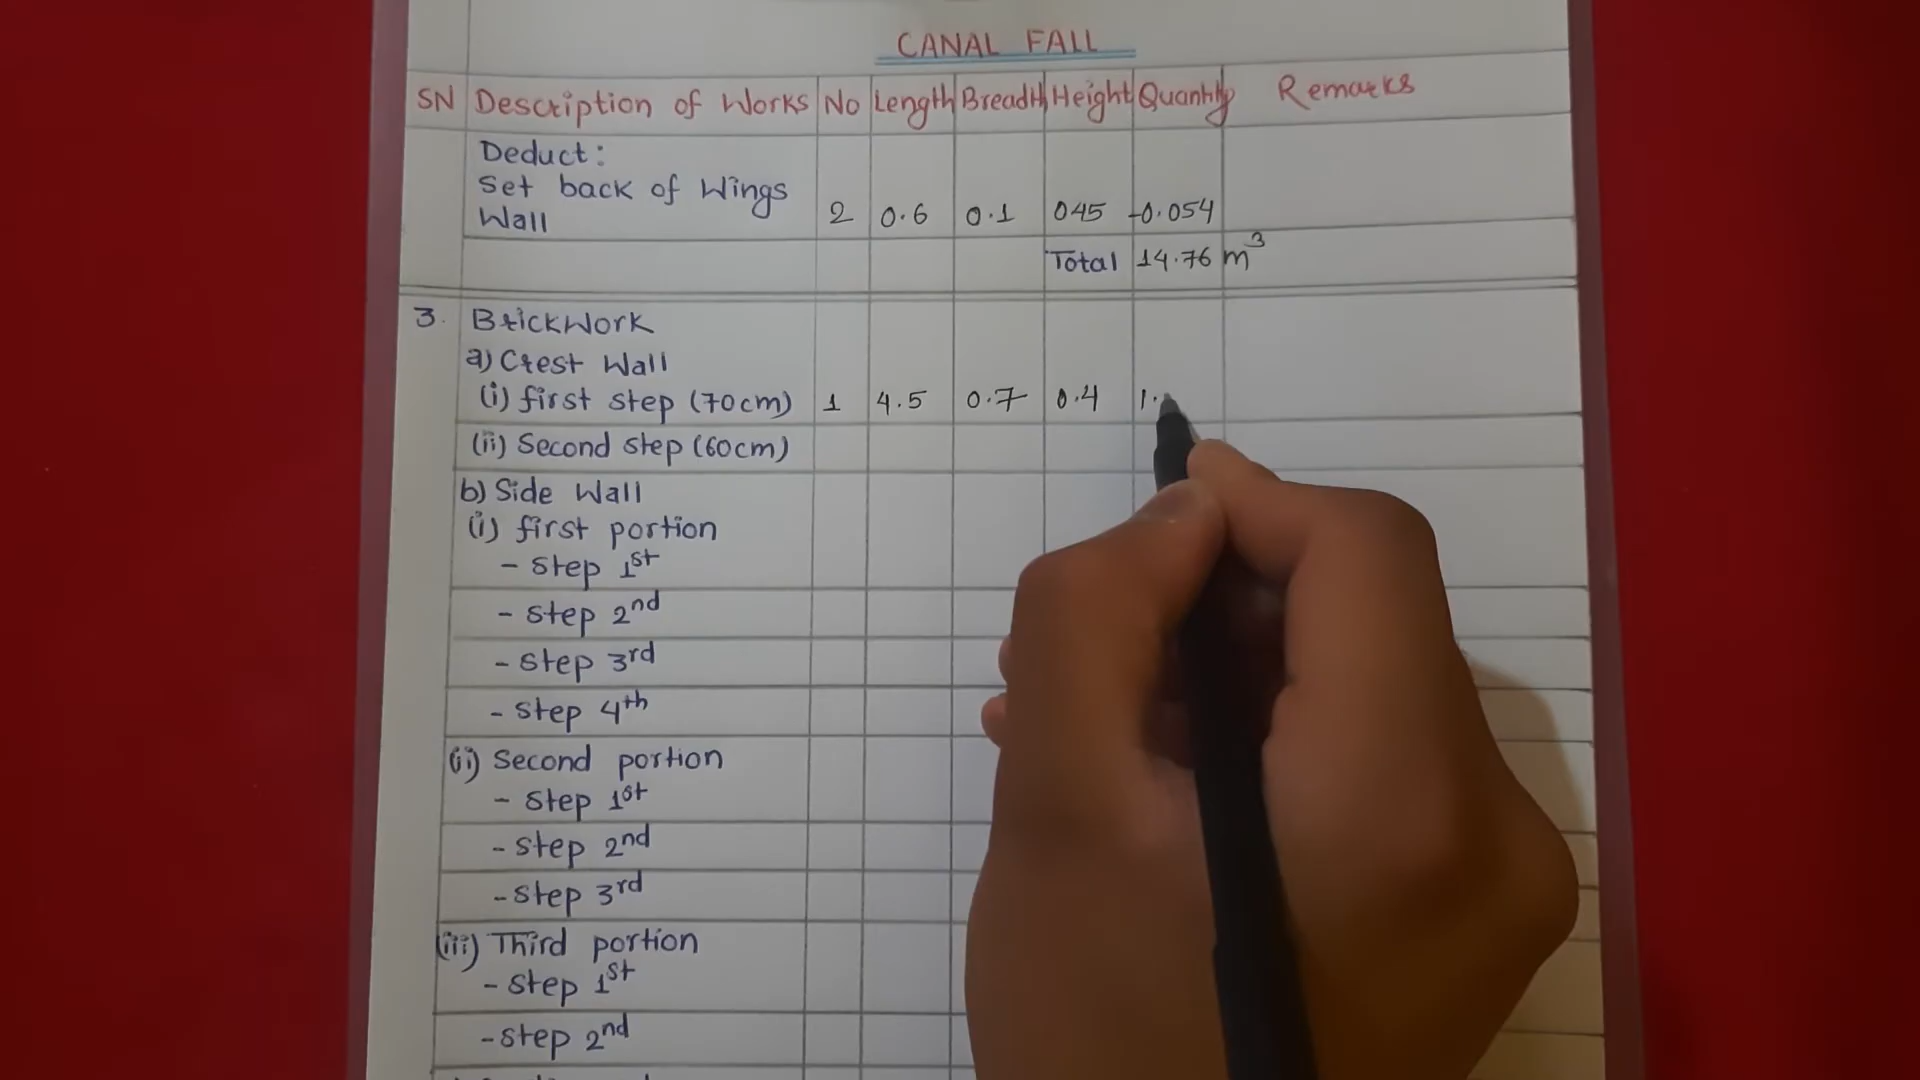 CANAL FALL
SN Description of Works No Length Breadth Height Quantity Remarks
Deduct:
Set back of Wings
Wall 2 0.6 0.1 045 -0.054
Total 14.76 m³
3. BrickWork
a) Crest Wall
(i) first step (70cm) 1 4.5 0.7 0.4 1.
(ii) Second step (60cm)
b) Side Wall
(i) first portion
- Step 1st
- Step 2nd
- Step 3rd
- Step 4th
(ii) Second portion
- Step 1st
- Step 2nd
- Step 3rd
(iii) Third portion
- Step 1st
- Step 2nd